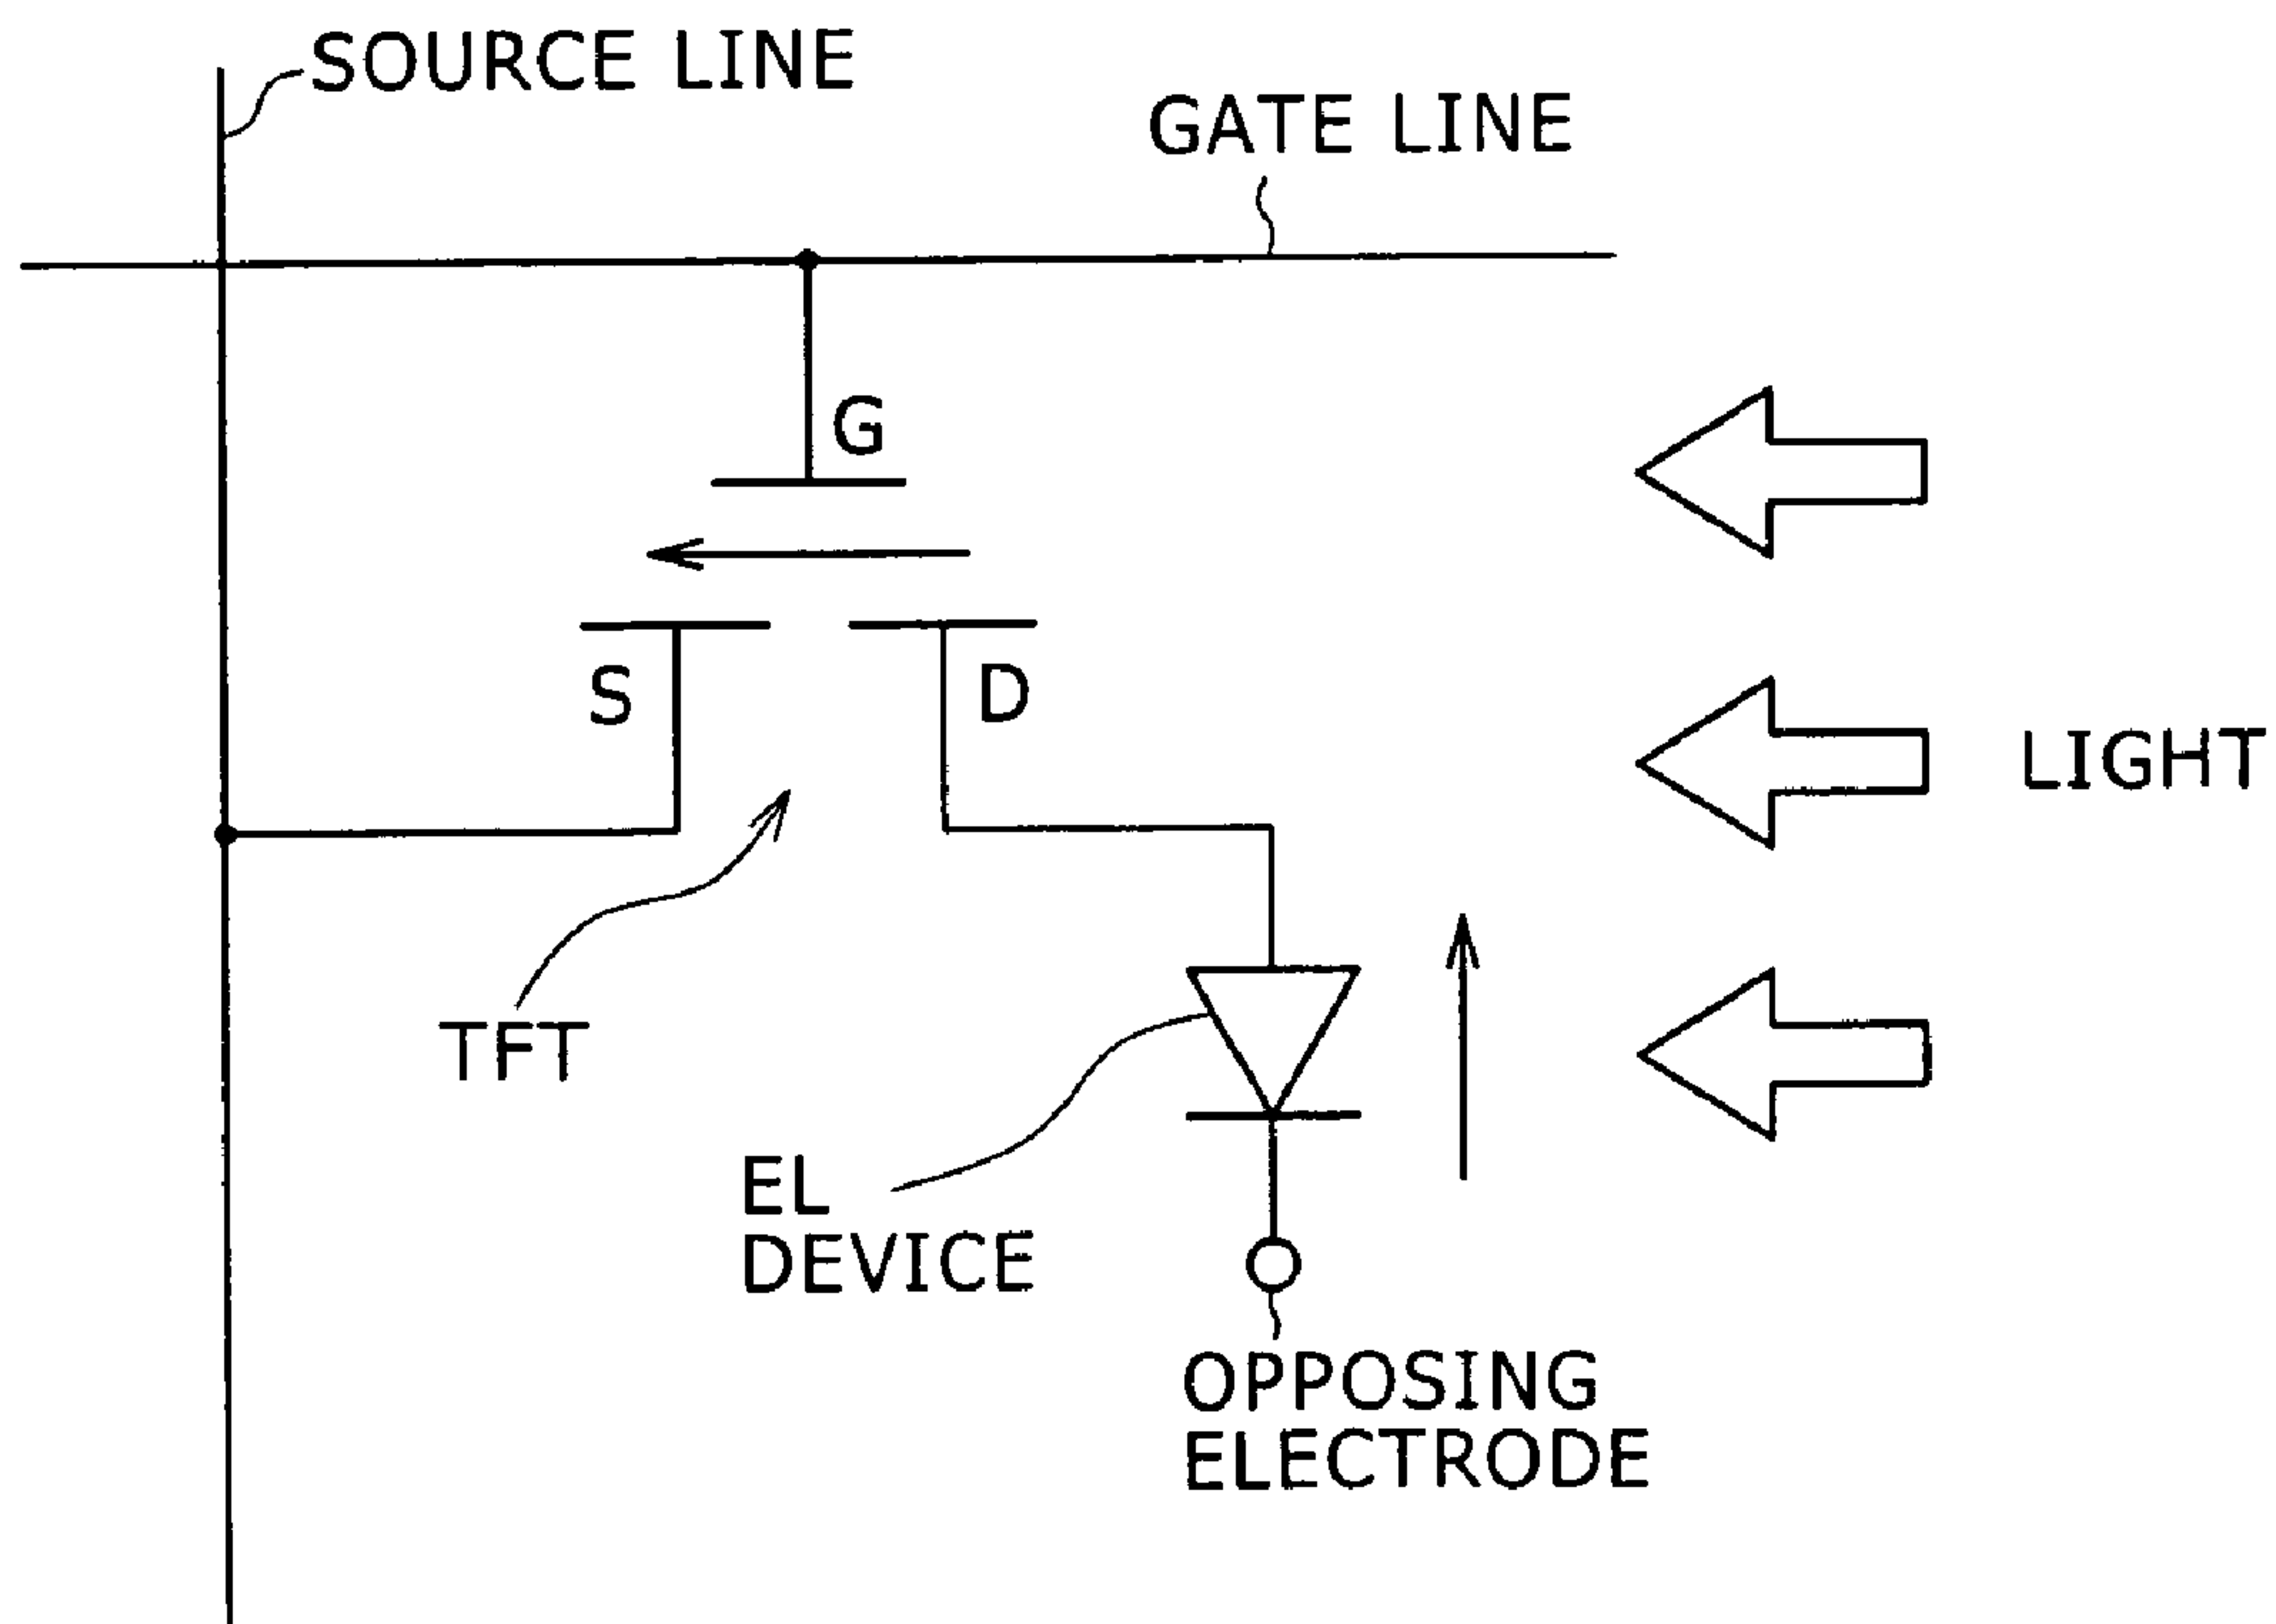 SOURCE LINE
GATE LINE
G
S
D
LIGHT
TFT
EL
DEVICE
OPPOSING
ELECTRODE